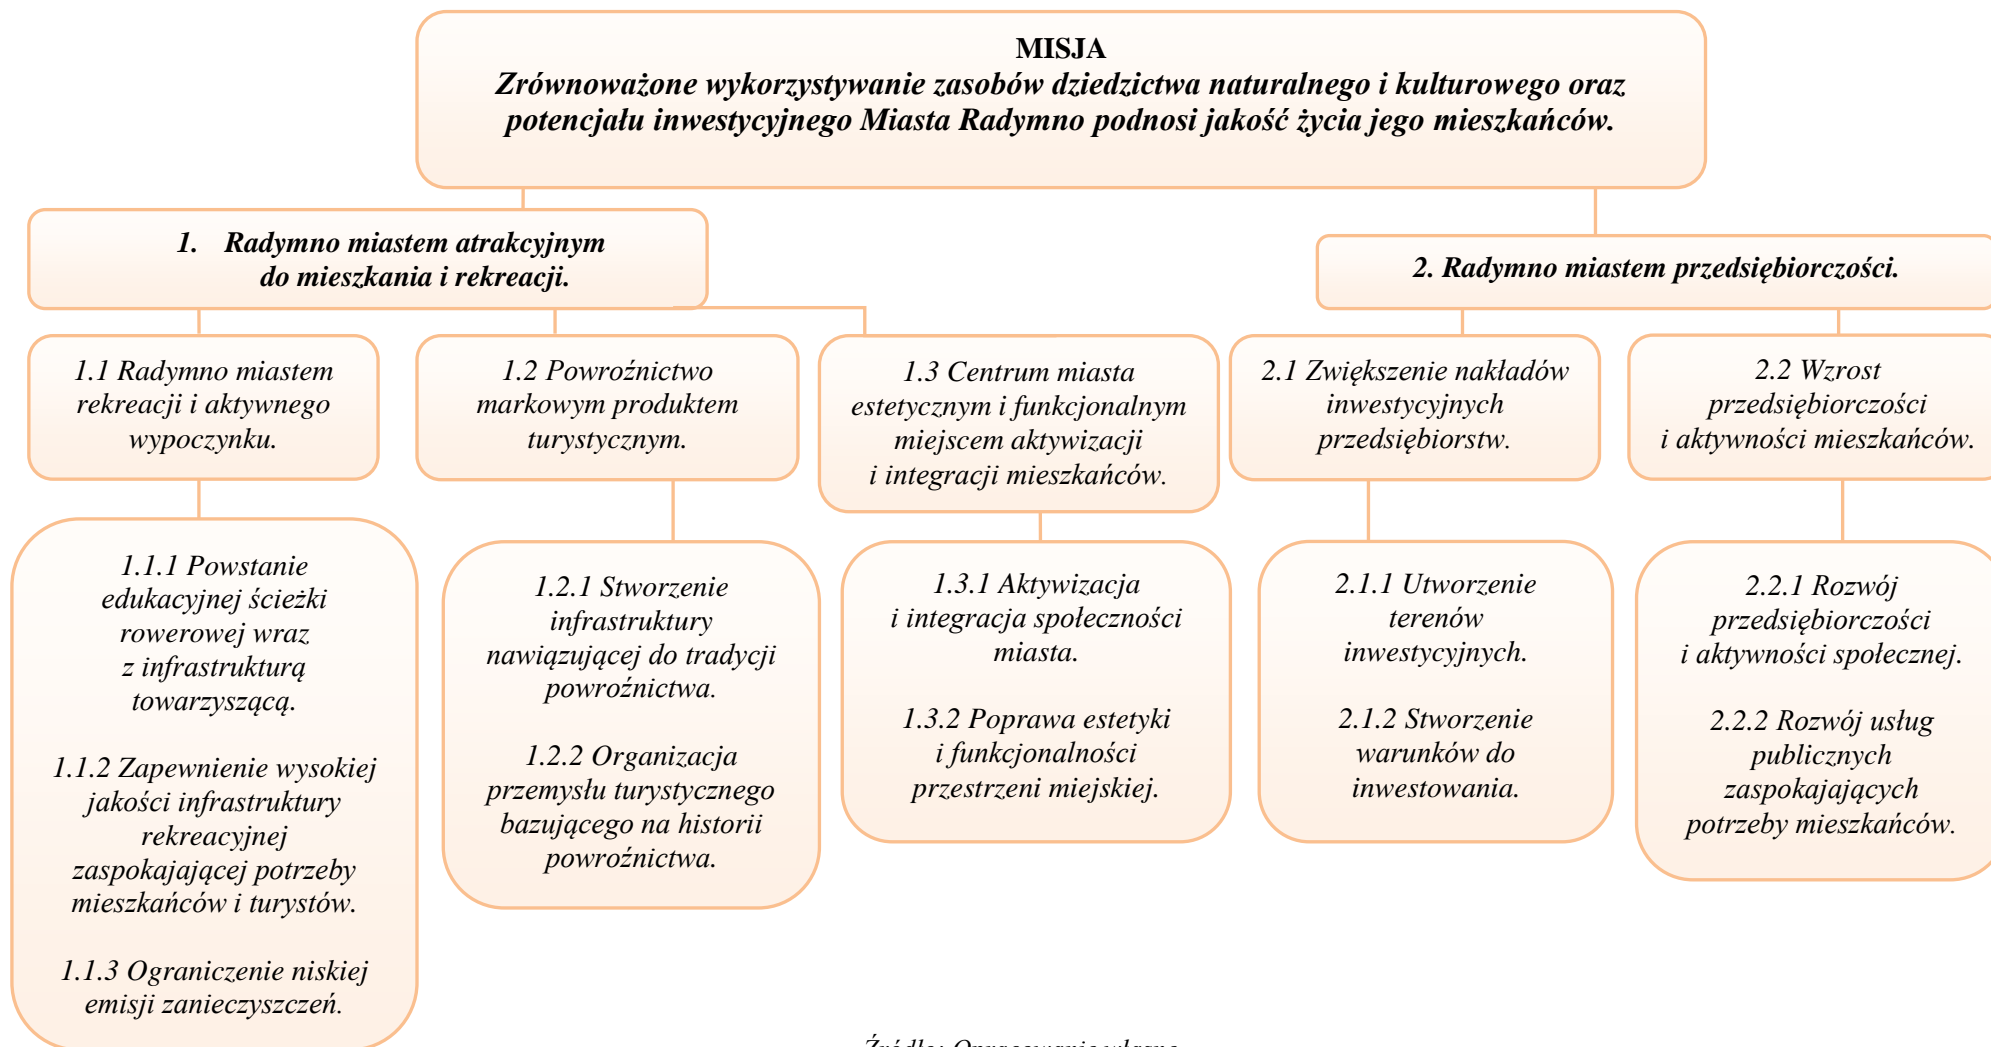 MISJA
Zrównoważone wykorzystywanie zasobów dziedzictwa naturalnego i kulturowego oraz
potencjału inwestycyjnego Miasta Radymno podnosi jakość życia jego mieszkańców.
1. Radymno miastem atrakcyjnym
do mieszkania i rekreacji.
2. Radymno miastem przedsiębiorczości.
1.1 Radymno miastem
rekreacji i aktywnego
wypoczynku.
1.2 Powroźnictwo
markowym produktem
turystycznym.
1.3 Centrum miasta
estetycznym i funkcjonalnym
miejscem aktywizacji
i integracji mieszkańców.
2.1 Zwiększenie nakładów
inwestycyjnych
przedsiębiorstw.
2.2 Wzrost
przedsiębiorczości
i aktywności mieszkańców.
1.1.1 Powstanie
edukacyjnej ścieżki
rowerowej wraz
z infrastrukturą
towarzyszącą.
1.1.2 Zapewnienie wysokiej
jakości infrastruktury
rekreacyjnej
zaspokajającej potrzeby
mieszkańców i turystów.
1.1.3 Ograniczenie niskiej
emisji zanieczyszczeń.
1.2.1 Stworzenie
infrastruktury
nawiązującej do tradycji
powroźnictwa.
1.2.2 Organizacja
przemysłu turystycznego
bazującego na historii
powroźnictwa.
1.3.1 Aktywizacja
i integracja społeczności
miasta.
1.3.2 Poprawa estetyki
i funkcjonalności
przestrzeni miejskiej.
2.1.1 Utworzenie
terenów
inwestycyjnych.
2.1.2 Stworzenie
warunków do
inwestowania.
2.2.1 Rozwój
przedsiębiorczości
i aktywności społecznej.
2.2.2 Rozwój usług
publicznych
zaspokajających
potrzeby mieszkańców.
Źródło: Opracowanie własne